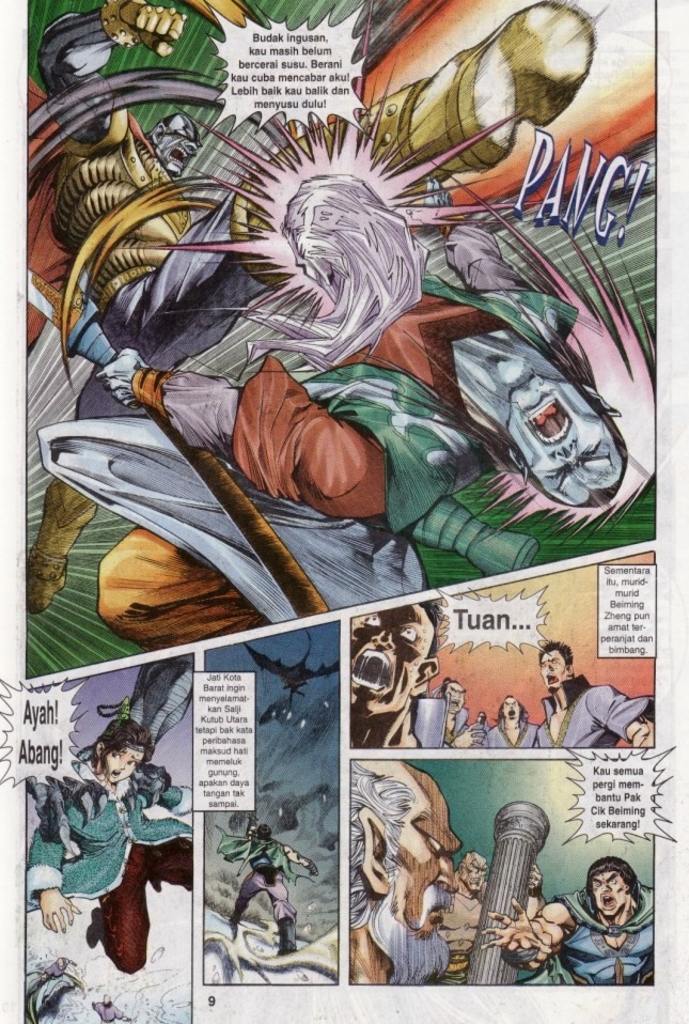 Budak ingusan,
kau masih belum
bercerai susu. Berani
kau cuba mencabar aku!
Lebih baik kau balik dan
menyusu dulu!
PANG!
Sementara
itu, murid-
murid
Beiming
Zheng pun
amat ter-
peranjat dan
bimbang.
Tuan...
Ayah!
Abang!
Jati Kota
Barat ingin
menyelamat-
kan Salji
Kutub Utara
tetapi bak kata
peribahasa
maksud hati
memeluk
gunung,
apakan daya
tangan tak
sampai.
Kau semua
pergi mem-
bantu Pak
Cik Beiming
sekarang!
9